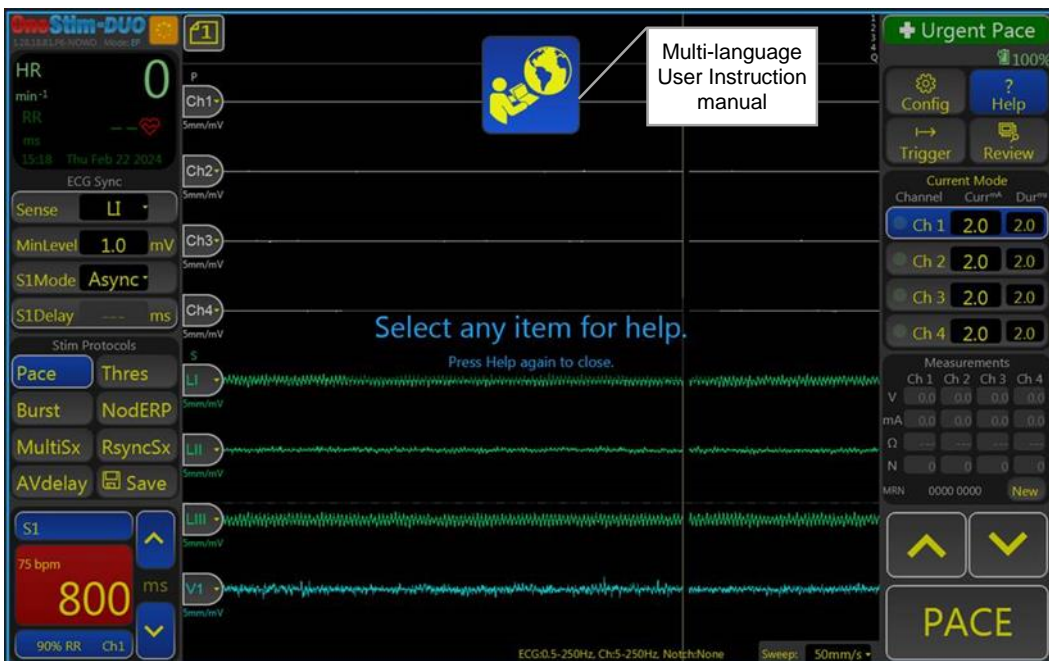 OneStim-DUO
Mode: EP
HR
0
min-1
RR
--
ms
15:18 Thu Feb 22 2024
ECG Sync
Sense LI
MinLevel 1.0 mV
S1Mode Async
S1Delay --- ms
Stim Protocols
Pace Thres
Burst NodERP
MultiSx RsyncSx
AVdelay Save
S1
75 bpm
800 ms
90% RR Ch1
1
P
Ch1
5mm/mV
Ch2
5mm/mV
Ch3
5mm/mV
Ch4
5mm/mV
S
LI
5mm/mV
LII
5mm/mV
LIII
5mm/mV
V1
5mm/mV
Multi-language
User Instruction
manual
Select any item for help.
Press Help again to close.
ECG:0.5-250Hz, Ch:5-250Hz, Notch:None Sweep: 50mm/s
1
2
3
4
Q
+ Urgent Pace
100%
Config ? Help
Trigger Review
Current Mode
Channel Curr mA Dur ms
Ch 1 2.0 2.0
Ch 2 2.0 2.0
Ch 3 2.0 2.0
Ch 4 2.0 2.0
Measurements
Ch 1 Ch 2 Ch 3 Ch 4
V 0.0 0.0 0.0 0.0
mA 0.0 0.0 0.0 0.0
Ω --- --- --- ---
N 0 0 0 0
MRN 0000 0000 New
PACE